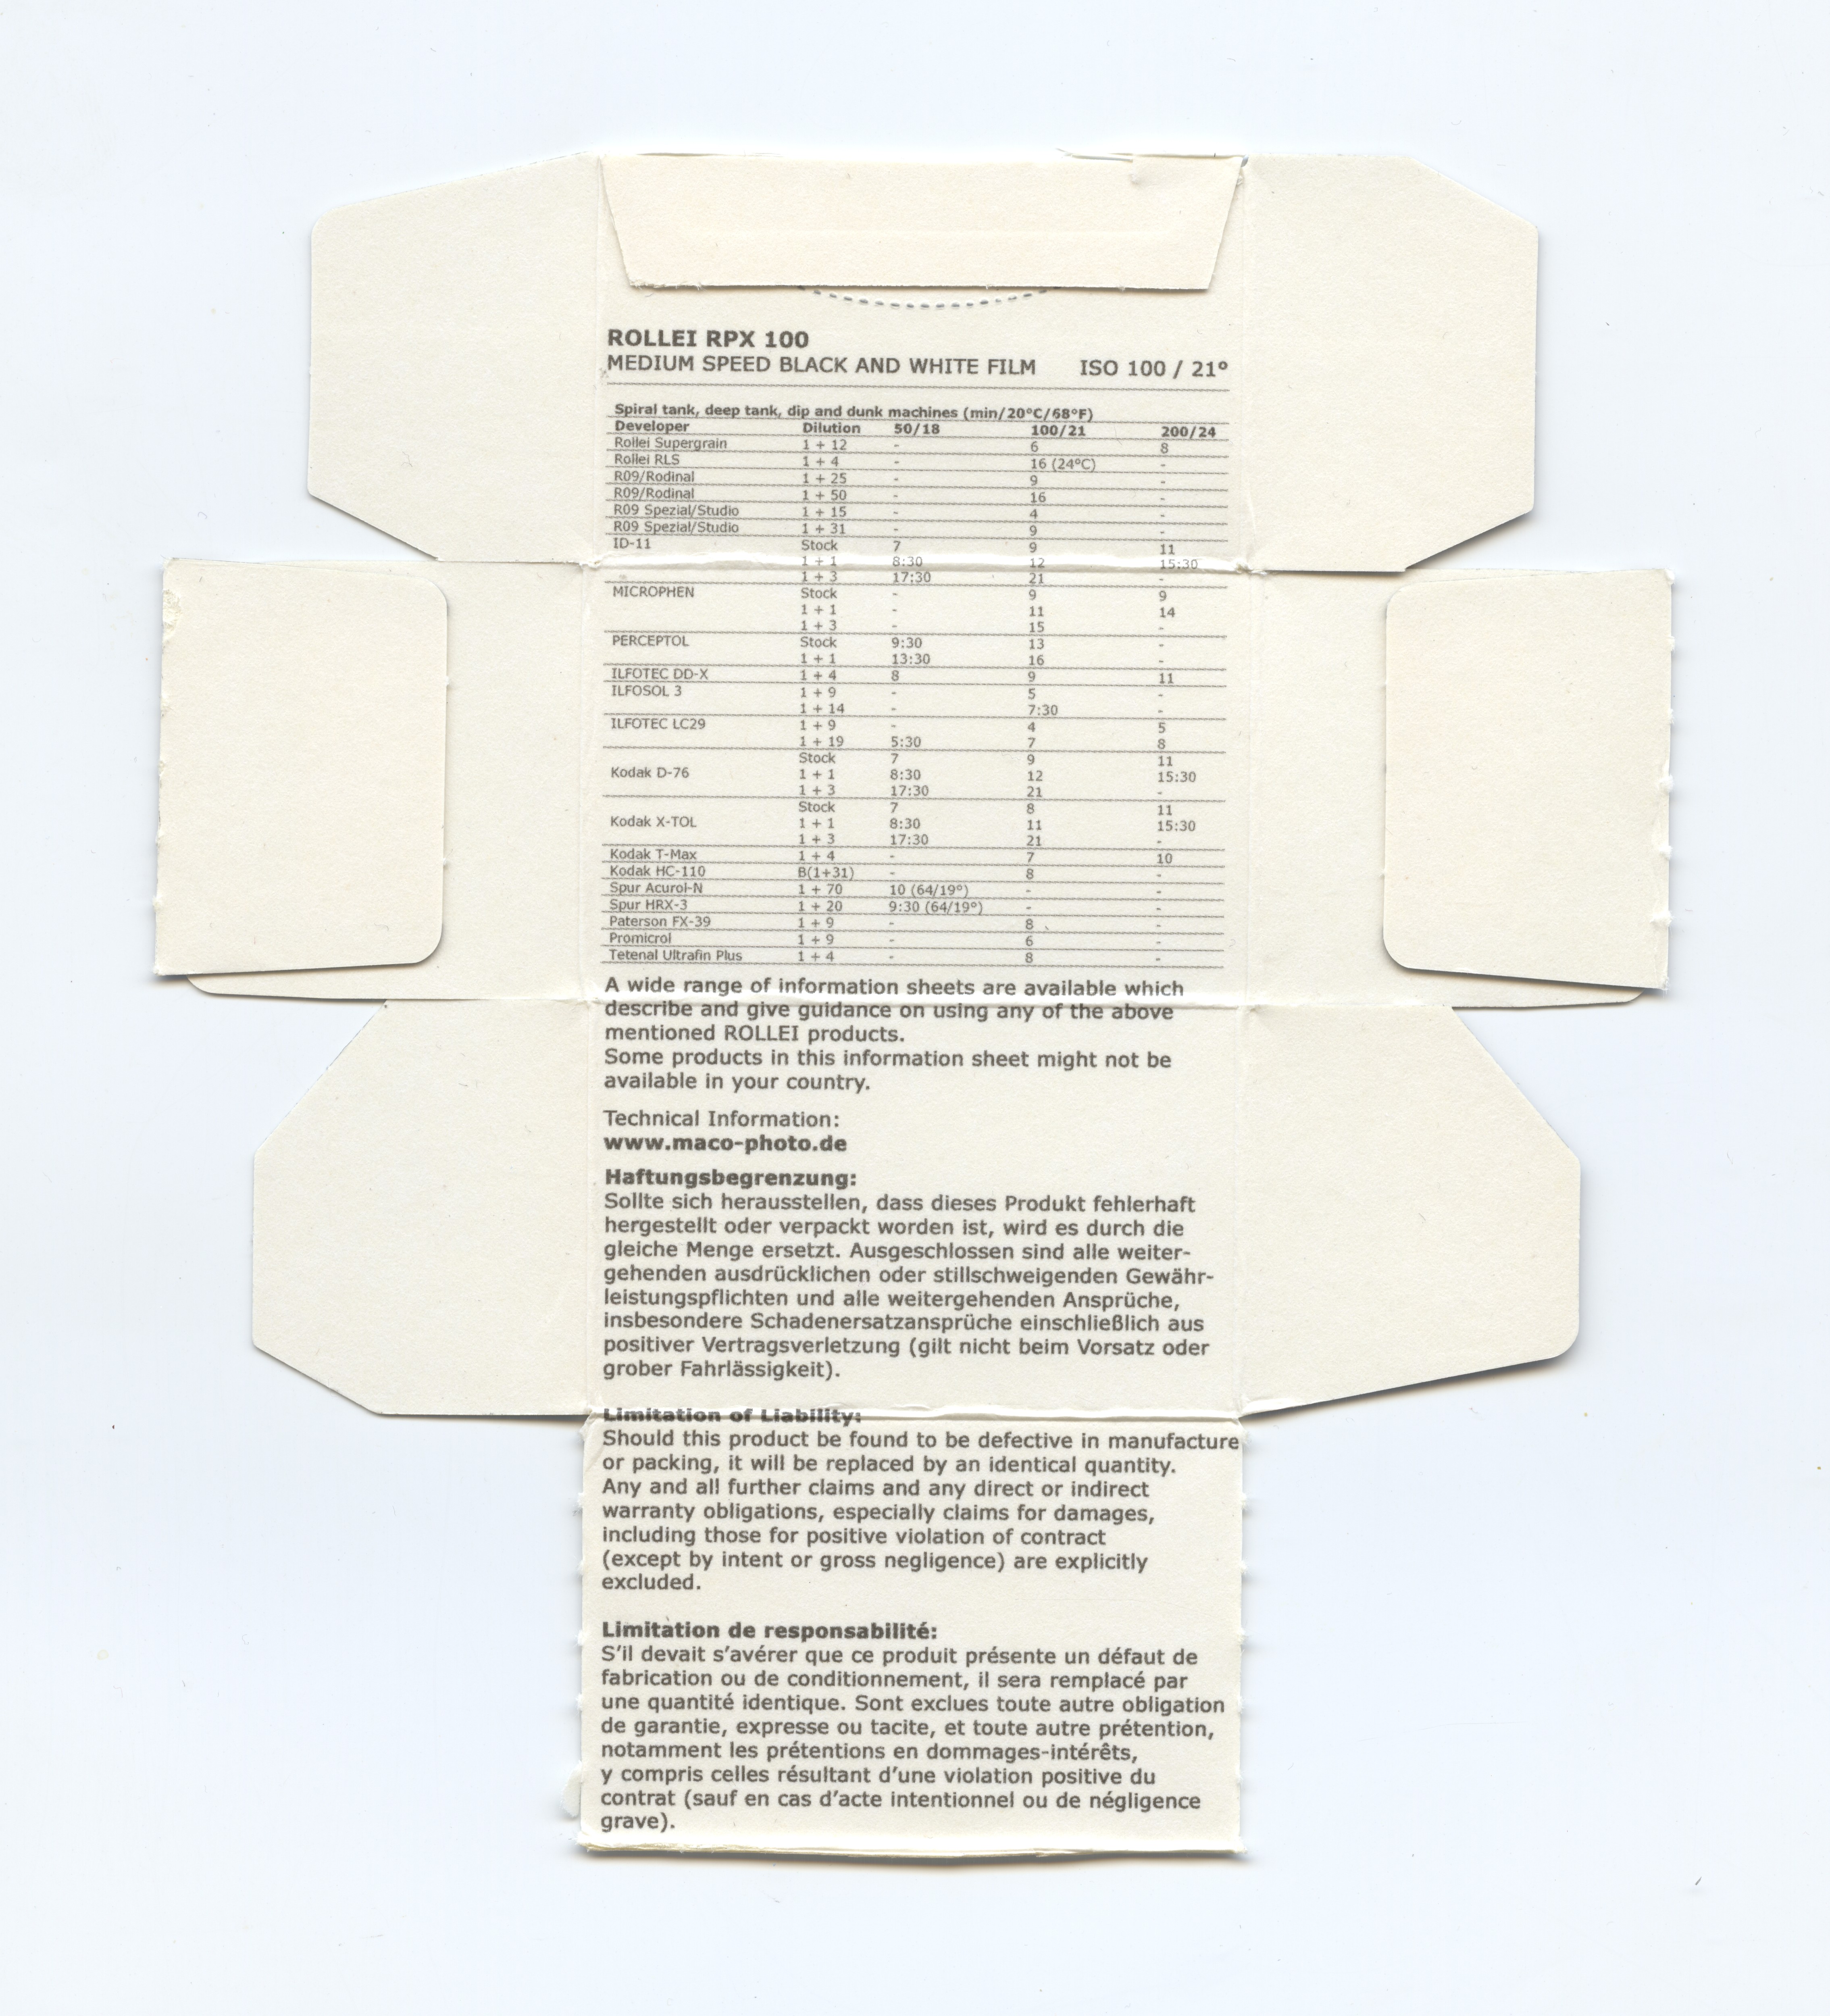 ROLLEI RPX 100
MEDIUM SPEED BLACK AND WHITE FILM ISO 100 / 21º
Spiral tank, deep tank, dip and dunk machines (min/20ºC/68ºF)
Developer Dilution 50/18 100/21 200/24
Rollei Supergrain 1 + 12 - 6 8
Rollei RLS 1 + 4 - 16 (24ºC) -
R09/Rodinal 1 + 25 - 9 -
R09/Rodinal 1 + 50 - 16 -
R09 Spezial/Studio 1 + 15 - 4 -
R09 Spezial/Studio 1 + 31 - 9 -
ID-11 Stock 7 9 11
1 + 1 8:30 12 15:30
1 + 3 17:30 21 -
MICROPHEN Stock - 9 9
1 + 1 - 11 14
1 + 3 - 15 -
PERCEPTOL Stock 9:30 13 -
1 + 1 13:30 16 -
ILFOTEC DD-X 1 + 4 8 9 11
ILFOSOL 3 1 + 9 - 5 -
1 + 14 - 7:30 -
ILFOTEC LC29 1 + 9 - 4 5
1 + 19 5:30 7 8
Stock 7 9 11
Kodak D-76 1 + 1 8:30 12 15:30
1 + 3 17:30 21 -
Stock 7 8 11
Kodak X-TOL 1 + 1 8:30 11 15:30
1 + 3 17:30 21 -
Kodak T-Max 1 + 4 - 7 10
Kodak HC-110 B(1+31) - 8 -
Spur Acurol-N 1 + 70 10 (64/19º) - -
Spur HRX-3 1 + 20 9:30 (64/19º) - -
Paterson FX-39 1 + 9 - 8 -
Promicrol 1 + 9 - 6 -
Tetenal Ultrafin Plus 1 + 4 - 8 -
A wide range of information sheets are available which
describe and give guidance on using any of the above
mentioned ROLLEI products.
Some products in this information sheet might not be
available in your country.
Technical Information:
www.maco-photo.de
Haftungsbegrenzung:
Sollte sich herausstellen, dass dieses Produkt fehlerhaft
hergestellt oder verpackt worden ist, wird es durch die
gleiche Menge ersetzt. Ausgeschlossen sind alle weiter-
gehenden ausdrücklichen oder stillschweigenden Gewähr-
leistungspflichten und alle weitergehenden Ansprüche,
insbesondere Schadenersatzansprüche einschließlich aus
positiver Vertragsverletzung (gilt nicht beim Vorsatz oder
grober Fahrlässigkeit).
Limitation of Liability:
Should this product be found to be defective in manufacture
or packing, it will be replaced by an identical quantity.
Any and all further claims and any direct or indirect
warranty obligations, especially claims for damages,
including those for positive violation of contract
(except by intent or gross negligence) are explicitly
excluded.
Limitation de responsabilité:
S'il devait s'avérer que ce produit présente un défaut de
fabrication ou de conditionnement, il sera remplacé par
une quantité identique. Sont exclues toute autre obligation
de garantie, expresse ou tacite, et toute autre prétention,
notamment les prétentions en dommages-intérêts,
y compris celles résultant d'une violation positive du
contrat (sauf en cas d'acte intentionnel ou de négligence
grave).